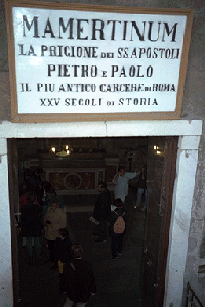 MAMERTINUM
LA PRIGIONE DEI SS APOSTOLI
PIETRO E PAOLO
IL PIU ANTICO CARCERE DI ROMA
XXV SECOLI DI STORIA